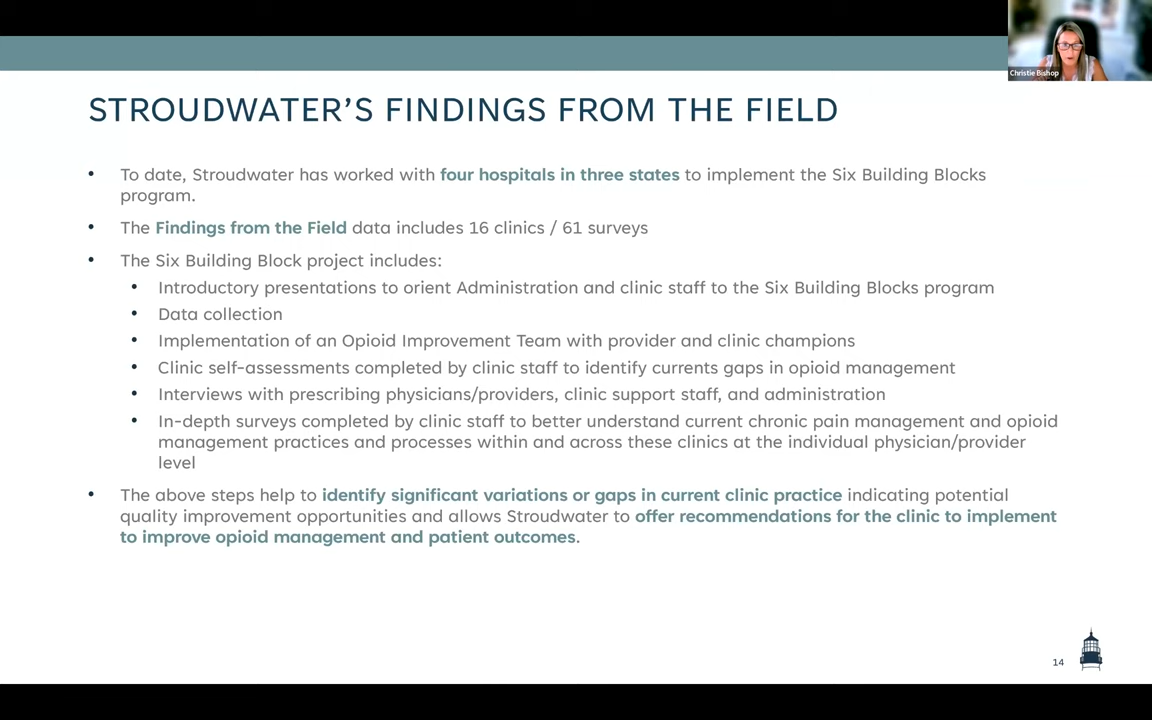 Christie Bishop
STROUDWATER'S FINDINGS FROM THE FIELD
• To date, Stroudwater has worked with four hospitals in three states to implement the Six Building Blocks
program.
• The Findings from the Field data includes 16 clinics / 61 surveys
• The Six Building Block project includes:
• Introductory presentations to orient Administration and clinic staff to the Six Building Blocks program
• Data collection
• Implementation of an Opioid Improvement Team with provider and clinic champions
• Clinic self-assessments completed by clinic staff to identify currents gaps in opioid management
• Interviews with prescribing physicians/providers, clinic support staff, and administration
• In-depth surveys completed by clinic staff to better understand current chronic pain management and opioid
management practices and processes within and across these clinics at the individual physician/provider
level
• The above steps help to identify significant variations or gaps in current clinic practice indicating potential
quality improvement opportunities and allows Stroudwater to offer recommendations for the clinic to implement
to improve opioid management and patient outcomes.
14